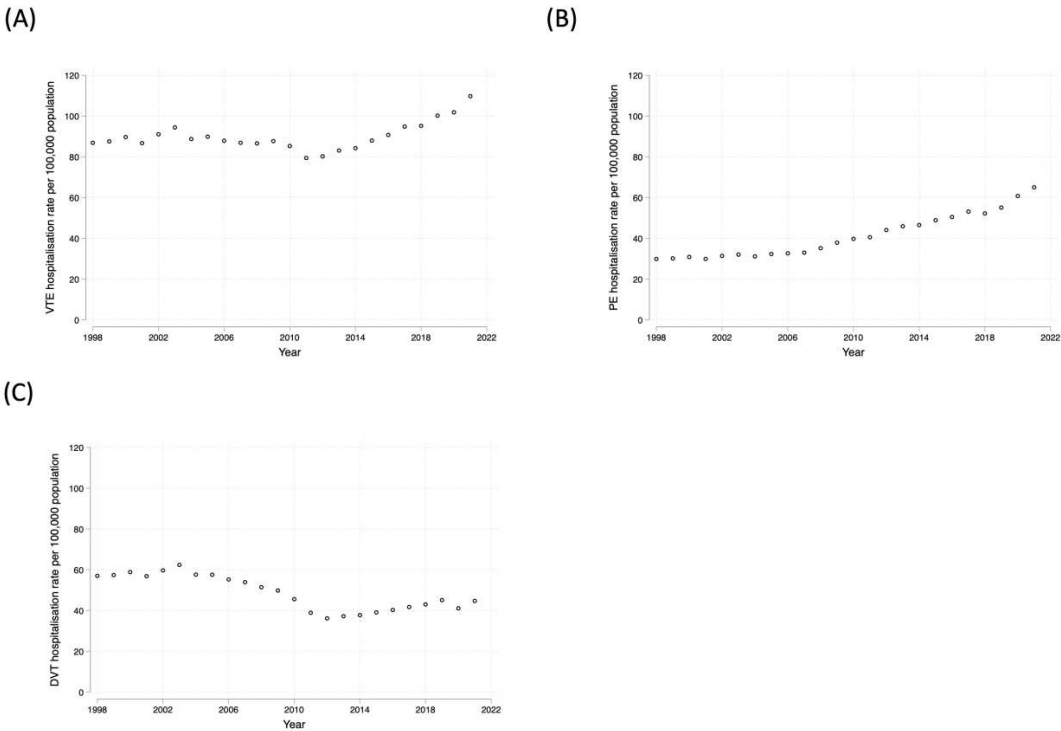 (A)
VTE hospitalisation rate per 100,000 population
120
100
80
60
40
20
0
1998 2002 2006 2010 2014 2018 2022
Year
(B)
PE hospitalisation rate per 100,000 population
120
100
80
60
40
20
0
1998 2002 2006 2010 2014 2018 2022
Year
(C)
DVT hospitalisation rate per 100,000 population
120
100
80
60
40
20
0
1998 2002 2006 2010 2014 2018 2022
Year